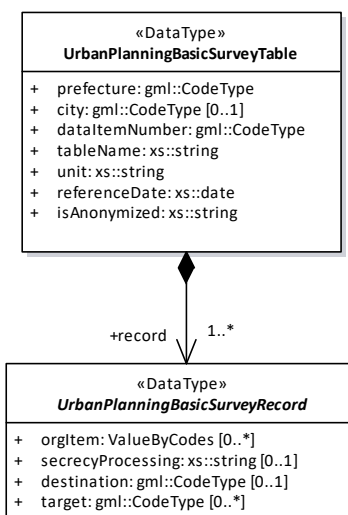 «DataType»
UrbanPlanningBasicSurveyTable
+ prefecture: gml::CodeType
+ city: gml::CodeType [0..1]
+ dataItemNumber: gml::CodeType
+ tableName: xs::string
+ unit: xs::string
+ referenceDate: xs::date
+ isAnonymized: xs::string
+record 1..*
«DataType»
UrbanPlanningBasicSurveyRecord
+ orgItem: ValueByCodes [0..*]
+ secrecyProcessing: xs::string [0..1]
+ destination: gml::CodeType [0..1]
+ target: gml::CodeType [0..*]